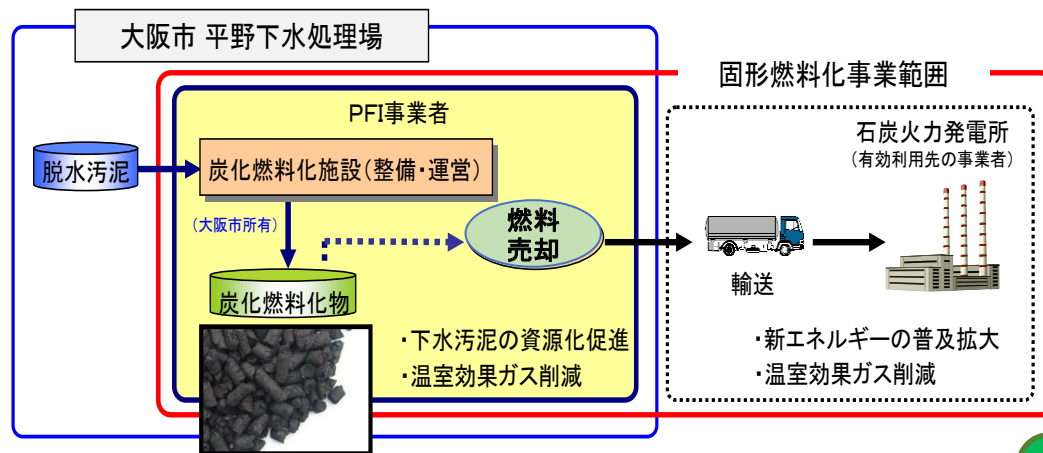 大阪市 平野下水処理場
固形燃料化事業範囲
PFI事業者
石炭火力発電所
(有効利用先の事業者)
脱水汚泥
炭化燃料化施設(整備・運営)
(大阪市所有)
燃料
売却
輸送
炭化燃料化物
・下水汚泥の資源化促進
・温室効果ガス削減
・新エネルギーの普及拡大
・温室効果ガス削減